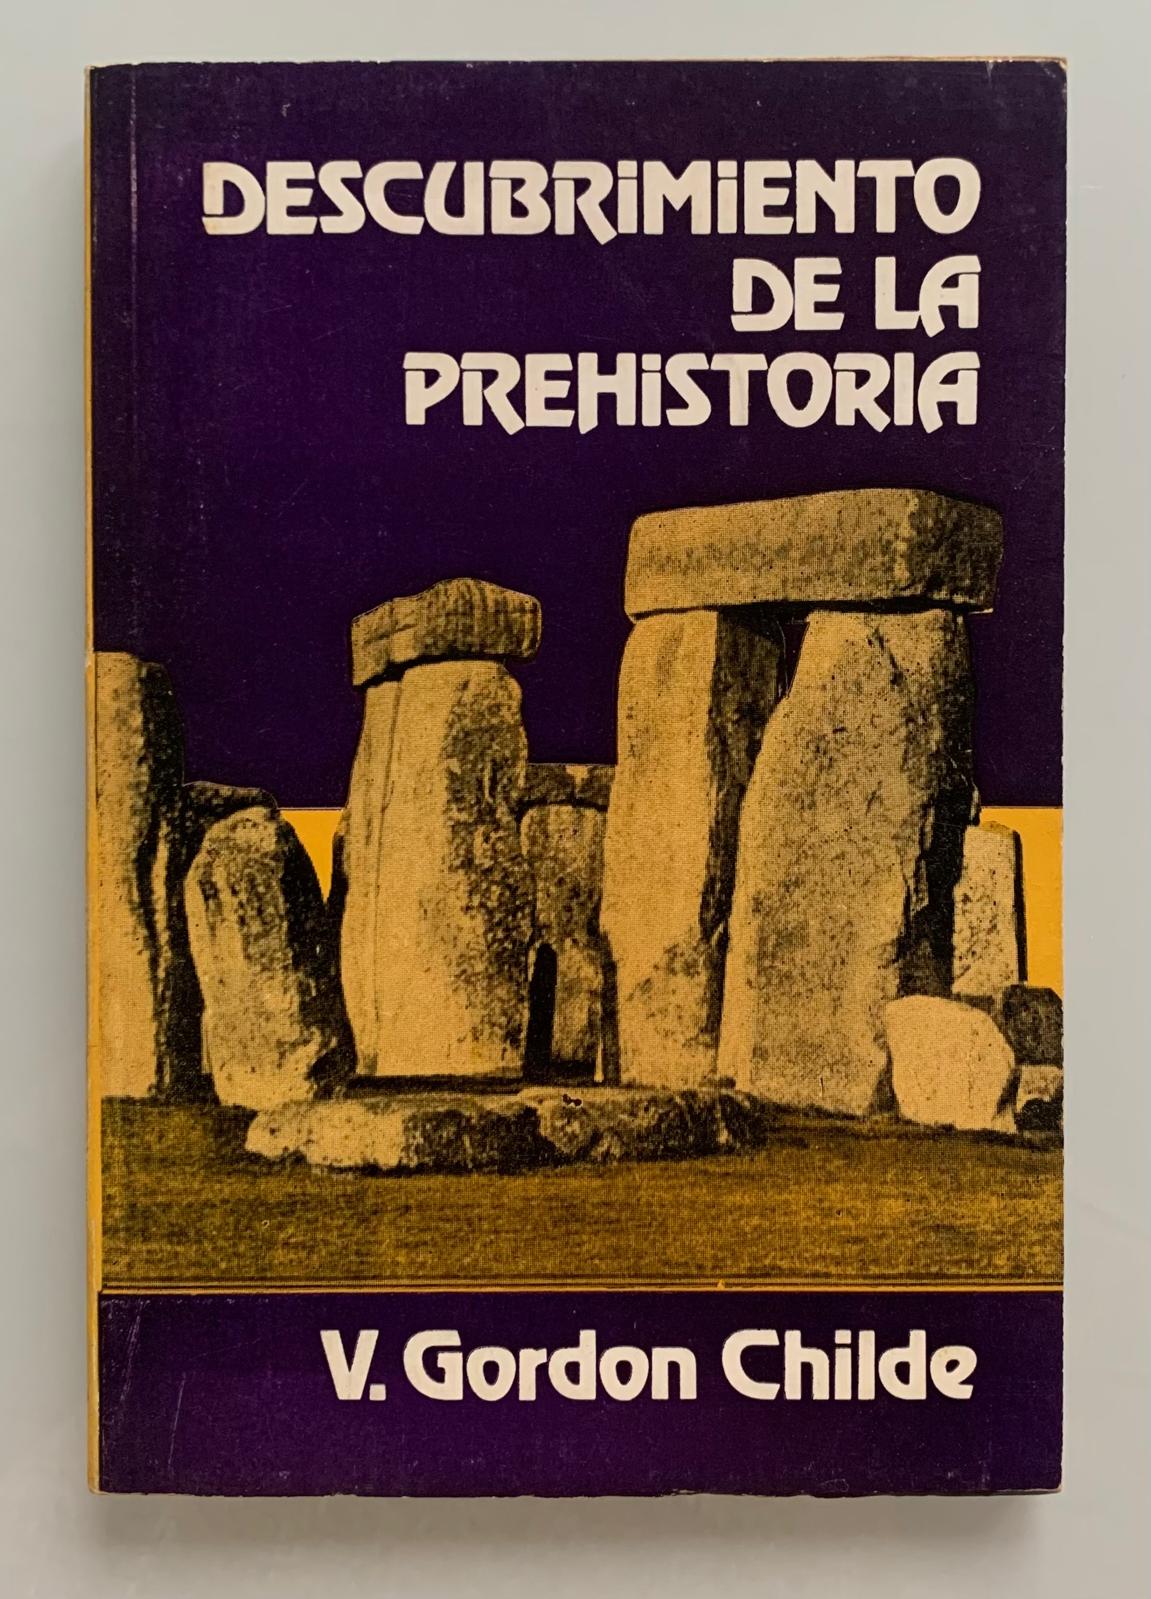 DESCUBRIMIENTO
DE LA
PREHISTORIA
V. Gordon Childe